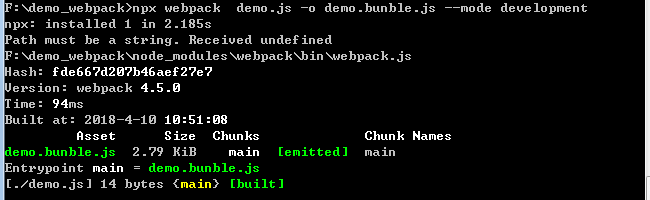 F:\demo_webpack>npx webpack  demo.js -o demo.bunble.js --mode development
npx: installed 1 in 2.185s
Path must be a string. Received undefined
F:\demo_webpack\node_modules\webpack\bin\webpack.js
Hash: fde667d207b46aef27e7
Version: webpack 4.5.0
Time: 94ms
Built at: 2018-4-10 10:51:08
Asset      Size  Chunks             Chunk Names
demo.bunble.js  2.79 KiB    main  [emitted]  main
Entrypoint main = demo.bunble.js
[./demo.js] 14 bytes {main} [built]